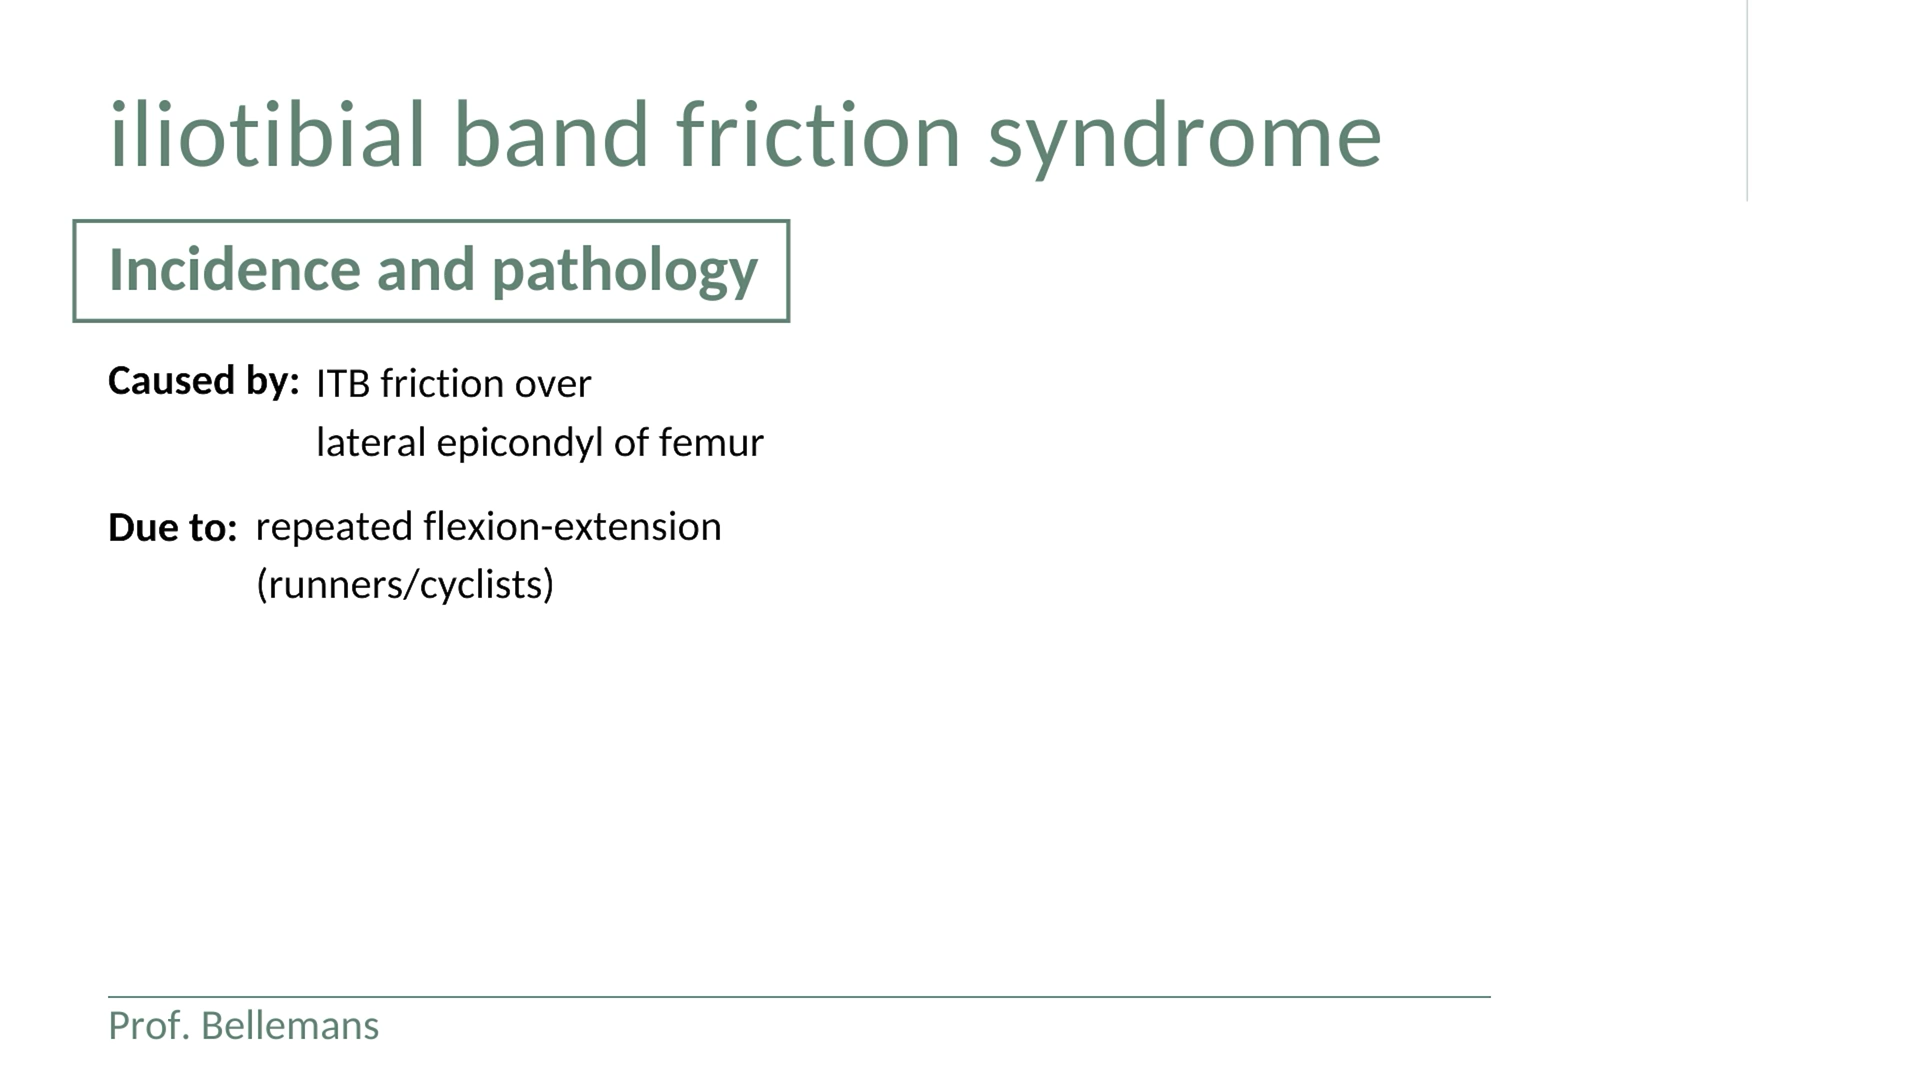 iliotibial band friction syndrome
Incidence and pathology
Caused by: ITB friction over
lateral epicondyl of femur
Due to: repeated flexion-extension
(runners/cyclists)
Prof. Bellemans